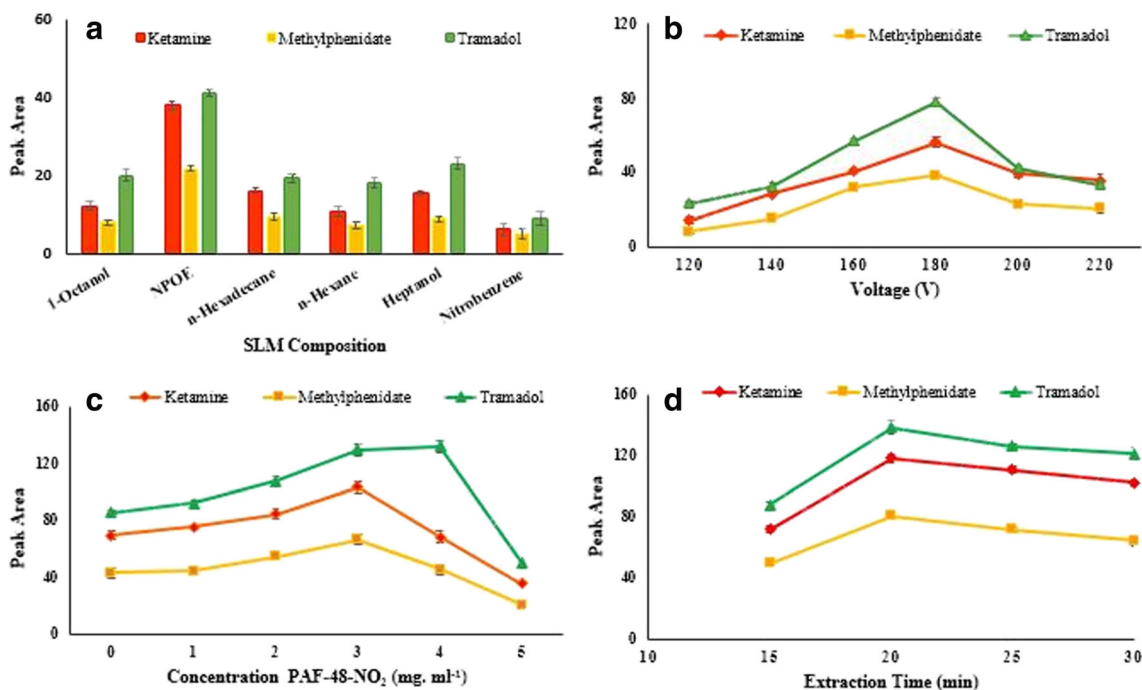 a
Ketamine Methylphenidate Tramadol
60
40
20
0
Peak Area
1-Octanol NPOE n-Hexadecane n-Hexane Heptanol Nitrobenzene
SLM Composition
b
Ketamine Methylphenidate Tramadol
120
80
40
0
Peak Area
120 140 160 180 200 220
Voltage (V)
c
Ketamine Methylphenidate Tramadol
160
120
80
40
0
Peak Area
0 1 2 3 4 5
Concentration PAF-48-NO₂ (mg. ml⁻¹)
d
Ketamine Methylphenidate Tramadol
160
120
80
40
0
Peak Area
10 15 20 25 30
Extraction Time (min)